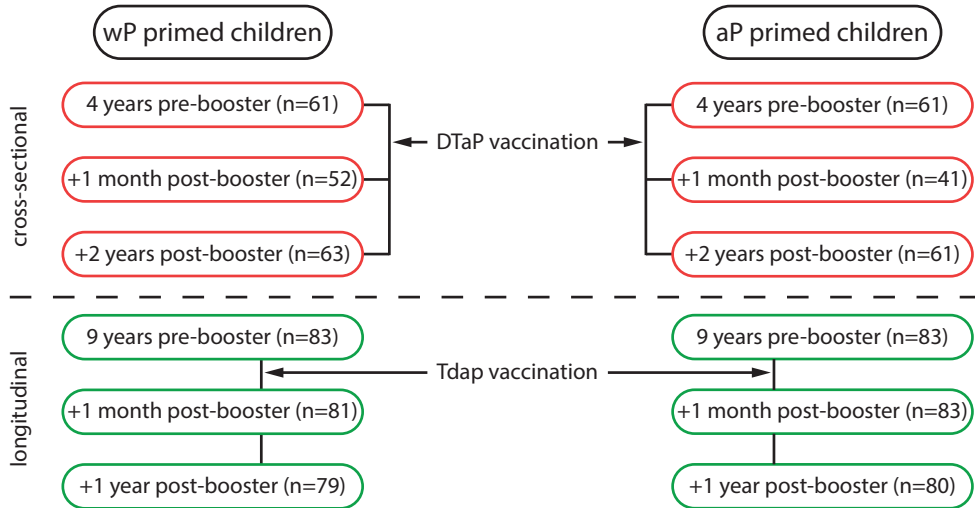 wP primed children
aP primed children
cross-sectional
4 years pre-booster (n=61)
4 years pre-booster (n=61)
DTaP vaccination
+1 month post-booster (n=52)
+1 month post-booster (n=41)
+2 years post-booster (n=63)
+2 years post-booster (n=61)
longitudinal
9 years pre-booster (n=83)
9 years pre-booster (n=83)
Tdap vaccination
+1 month post-booster (n=81)
+1 month post-booster (n=83)
+1 year post-booster (n=79)
+1 year post-booster (n=80)